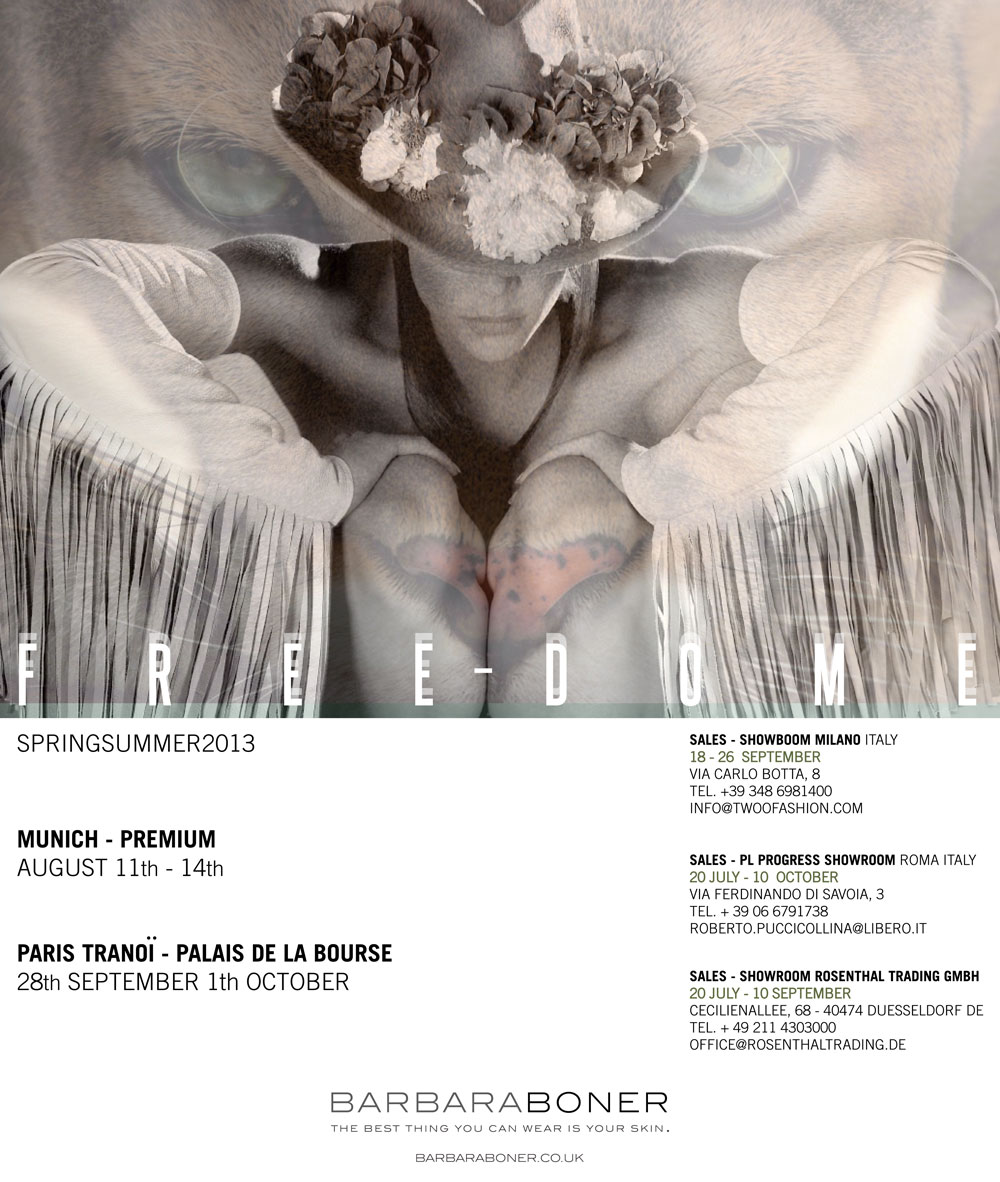 FREE-DOME
SPRINGSUMMER2013
MUNICH - PREMIUM
AUGUST 11th - 14th
PARIS TRANOÏ - PALAIS DE LA BOURSE
28th SEPTEMBER 1th OCTOBER
SALES - SHOWBOOM MILANO ITALY
18 - 26 SEPTEMBER
VIA CARLO BOTTA, 8
TEL. +39 348 6981400
INFO@TWOOFASHION.COM
SALES - PL PROGRESS SHOWROOM ROMA ITALY
20 JULY - 10 OCTOBER
VIA FERDINANDO DI SAVOIA, 3
TEL. + 39 06 6791738
ROBERTO.PUCCICOLLINA@LIBERO.IT
SALES - SHOWROOM ROSENTHAL TRADING GMBH
20 JULY - 10 SEPTEMBER
CECILIENALLEE, 68 - 40474 DUESSELDORF DE
TEL. + 49 211 4303000
OFFICE@ROSENTHALTRADING.DE
BARBARABONER
THE BEST THING YOU CAN WEAR IS YOUR SKIN.
BARBARABONER.CO.UK